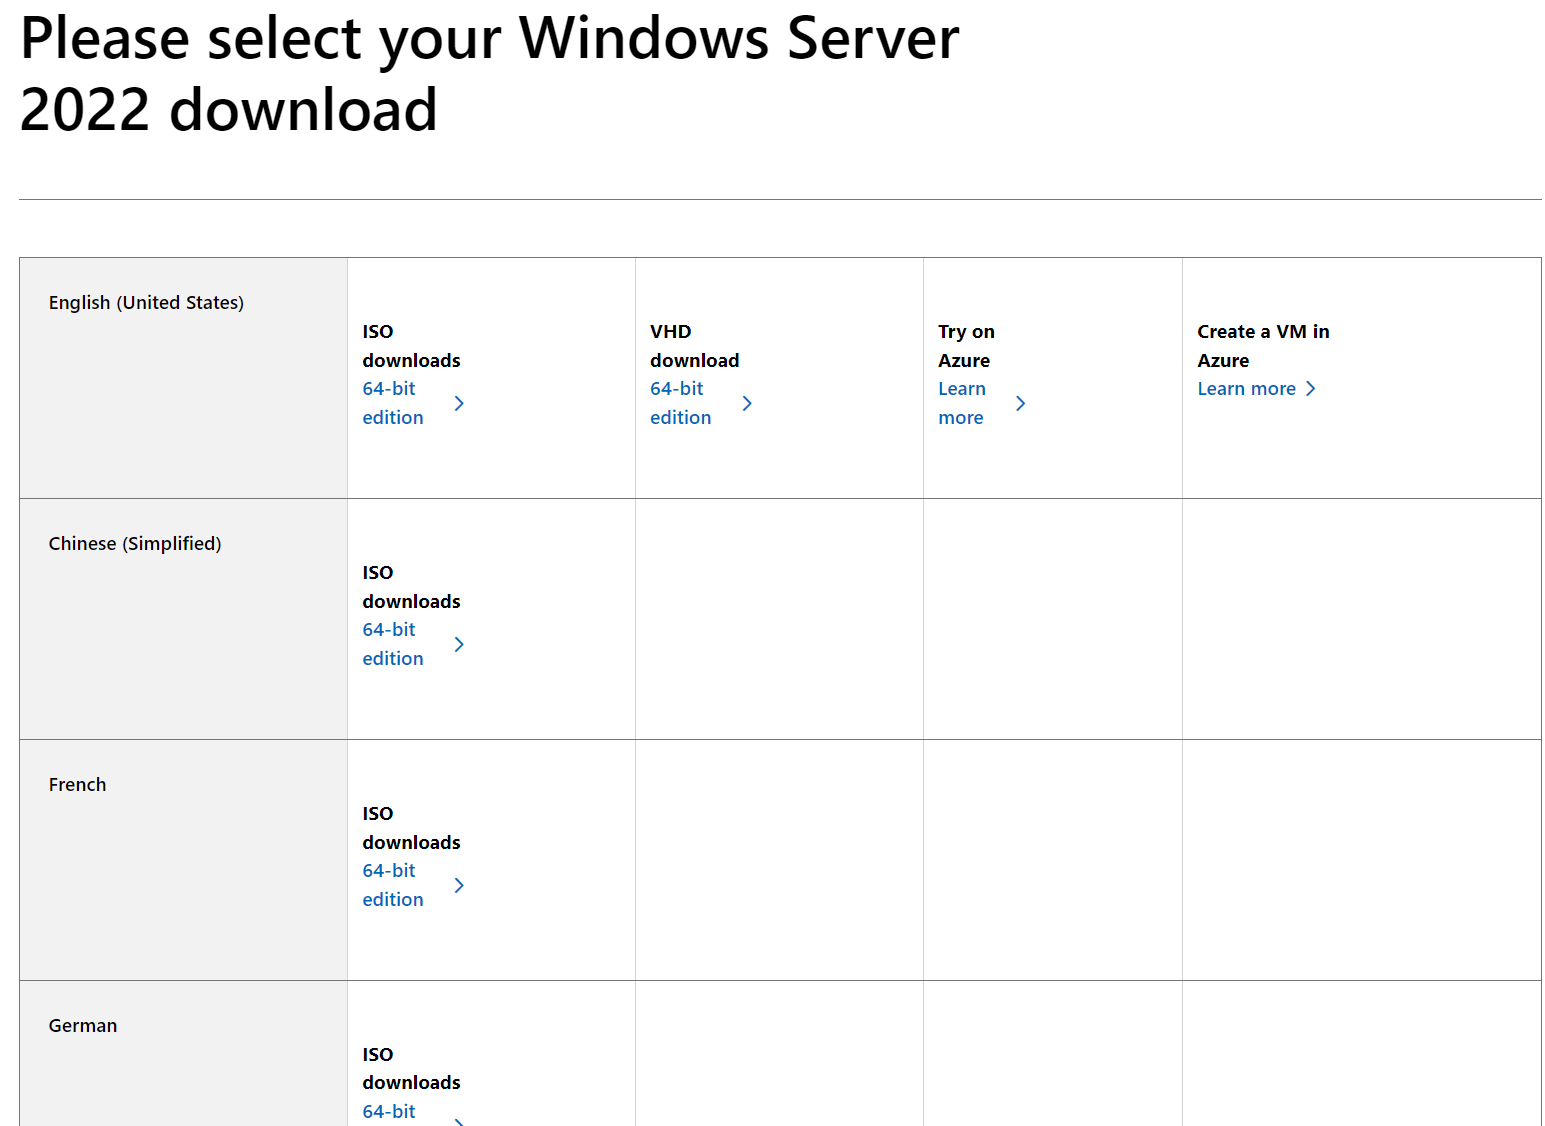 Please select your Windows Server
2022 download
English (United States)
ISO
downloads
64-bit
edition
VHD
download
64-bit
edition
Try on
Azure
Learn
more
Create a VM in
Azure
Learn more
Chinese (Simplified)
ISO
downloads
64-bit
edition
French
ISO
downloads
64-bit
edition
German
ISO
downloads
64-bit